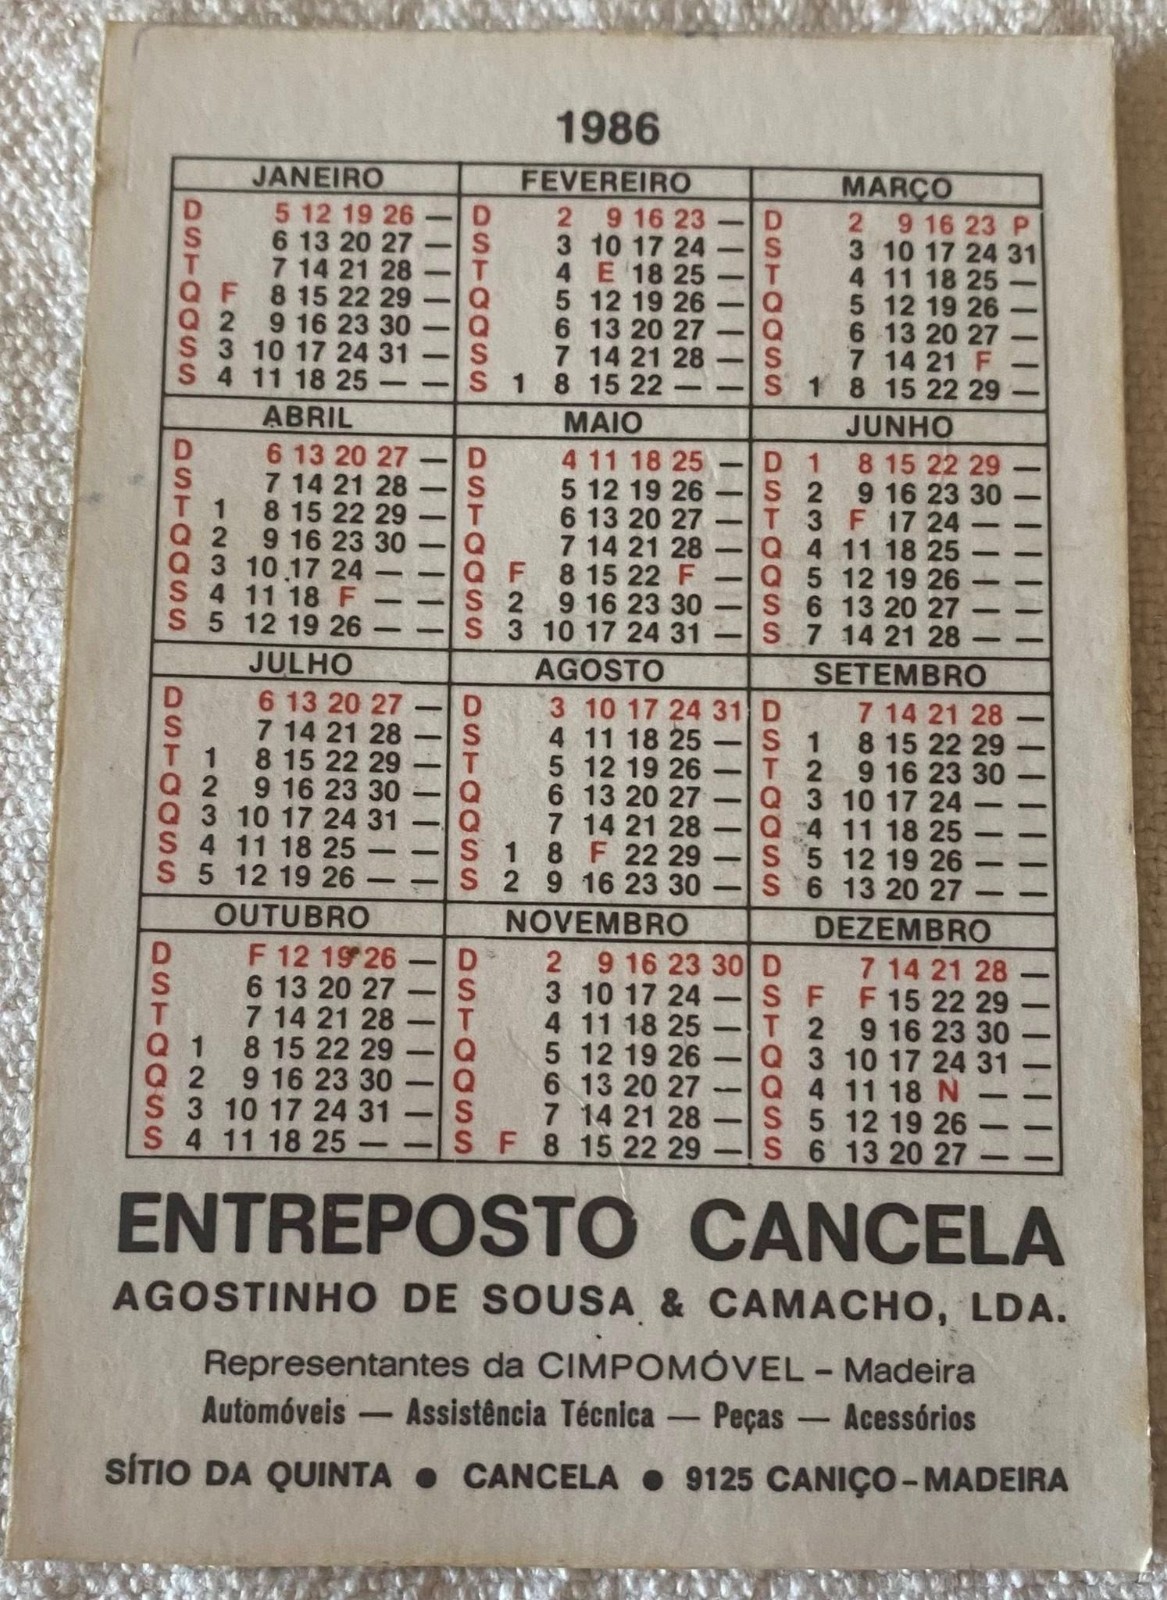 1986
JANEIRO FEVEREIRO MARÇO
D 5 12 19 26 — D 2 9 16 23 — D 2 9 16 23 P
S 6 13 20 27 — S 3 10 17 24 — S 3 10 17 24 31
T 7 14 21 28 — T 4 E 18 25 — T 4 11 18 25 —
Q F 8 15 22 29 — Q 5 12 19 26 — Q 5 12 19 26 —
Q 2 9 16 23 30 — Q 6 13 20 27 — Q 6 13 20 27 —
S 3 10 17 24 31 — S 7 14 21 28 — S 7 14 21 F —
S 4 11 18 25 — — S 1 8 15 22 — — S 1 8 15 22 29 —
ABRIL MAIO JUNHO
D 6 13 20 27 — D 4 11 18 25 — D 1 8 15 22 29 —
S 7 14 21 28 — S 5 12 19 26 — S 2 9 16 23 30 —
T 1 8 15 22 29 — T 6 13 20 27 — T 3 F 17 24 — —
Q 2 9 16 23 30 — Q 7 14 21 28 — Q 4 11 18 25 — —
Q 3 10 17 24 — — Q F 8 15 22 F — Q 5 12 19 26 — —
S 4 11 18 F — — S 2 9 16 23 30 — S 6 13 20 27 — —
S 5 12 19 26 — — S 3 10 17 24 31 — S 7 14 21 28 — —
JULHO AGOSTO SETEMBRO
D 6 13 20 27 — D 3 10 17 24 31 D 7 14 21 28 —
S 7 14 21 28 — S 4 11 18 25 — S 1 8 15 22 29 —
T 1 8 15 22 29 — T 5 12 19 26 — T 2 9 16 23 30 —
Q 2 9 16 23 30 — Q 6 13 20 27 — Q 3 10 17 24 — —
Q 3 10 17 24 31 — Q 7 14 21 28 — Q 4 11 18 25 — —
S 4 11 18 25 — — S 1 8 F 22 29 — S 5 12 19 26 — —
S 5 12 19 26 — — S 2 9 16 23 30 — S 6 13 20 27 — —
OUTUBRO NOVEMBRO DEZEMBRO
D F 12 19 26 — D 2 9 16 23 30 D 7 14 21 28 —
S 6 13 20 27 — S 3 10 17 24 — S F F 15 22 29 —
T 7 14 21 28 — T 4 11 18 25 — T 2 9 16 23 30 —
Q 1 8 15 22 29 — Q 5 12 19 26 — Q 3 10 17 24 31 —
Q 2 9 16 23 30 — Q 6 13 20 27 — Q 4 11 18 N — —
S 3 10 17 24 31 — S 7 14 21 28 — S 5 12 19 26 — —
S 4 11 18 25 — — S F 8 15 22 29 — S 6 13 20 27 — —
ENTREPOSTO CANCELA
AGOSTINHO DE SOUSA & CAMACHO, LDA.
Representantes da CIMPOMÓVEL – Madeira
Automóveis — Assistência Técnica — Peças — Acessórios
SÍTIO DA QUINTA ● CANCELA ● 9125 CANIÇO – MADEIRA